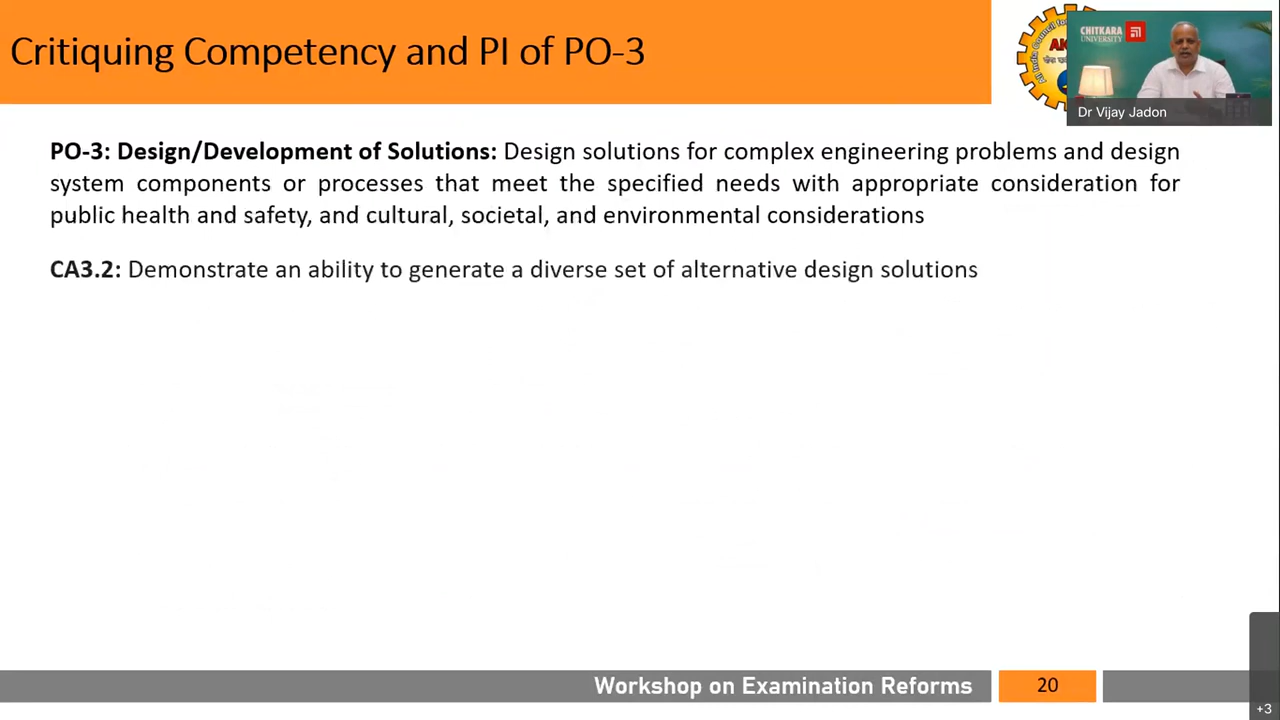 Critiquing Competency and PI of PO-3
CHITKARA
UNIVERSITY
Dr Vijay Jadon
PO-3: Design/Development of Solutions: Design solutions for complex engineering problems and design
system components or processes that meet the specified needs with appropriate consideration for
public health and safety, and cultural, societal, and environmental considerations
CA3.2: Demonstrate an ability to generate a diverse set of alternative design solutions
Workshop on Examination Reforms
20
+3